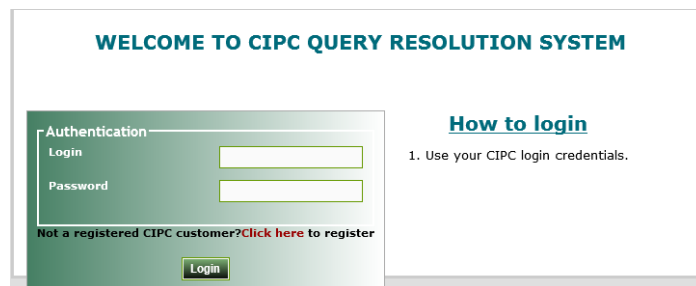 WELCOME TO CIPC QUERY RESOLUTION SYSTEM
Authentication
Login
Password
Not a registered CIPC customer?Click here to register
Login
How to login
1. Use your CIPC login credentials.